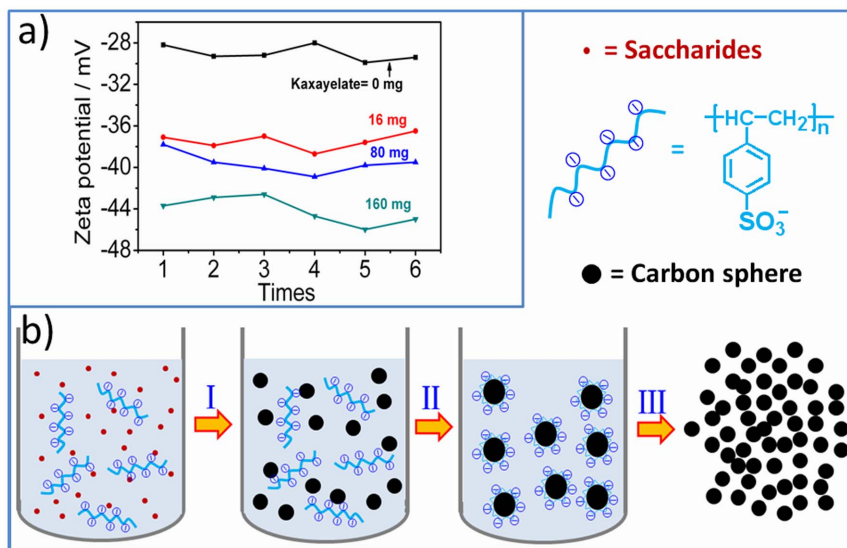 a)
Zeta potential / mV
-28
-32
-36
-40
-44
-48
Kaxayelate= 0 mg
16 mg
80 mg
160 mg
1 2 3 4 5 6
Times
• = Saccharides
=
-[HC-CH₂]-n
SO₃⁻
● = Carbon sphere
b)
I
II
III